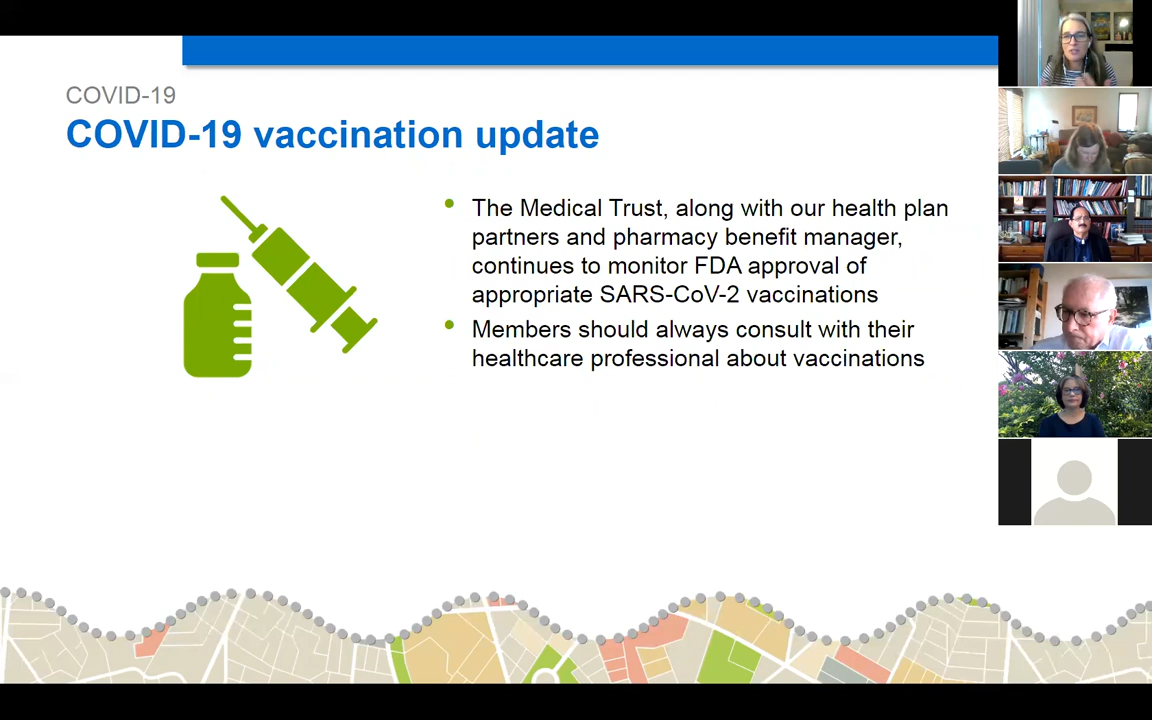 COVID-19
COVID-19 vaccination update
• The Medical Trust, along with our health plan
partners and pharmacy benefit manager,
continues to monitor FDA approval of
appropriate SARS-CoV-2 vaccinations
• Members should always consult with their
healthcare professional about vaccinations